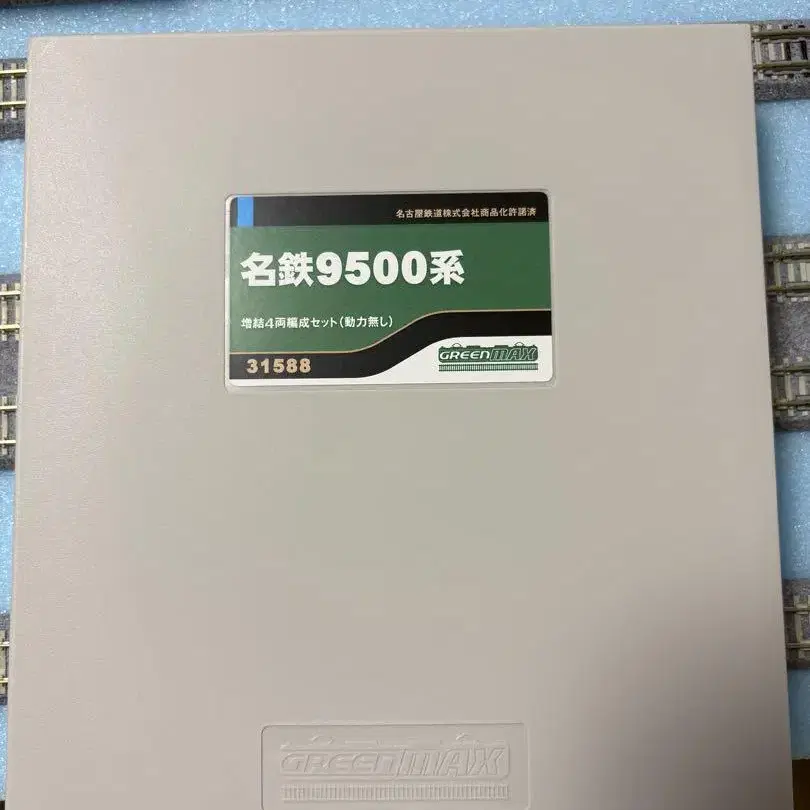 名古屋鉄道株式会社商品化許諾済
名鉄9500系
増結4両編成セット(動力無し)
GREENMAX
31588
GREENMAX